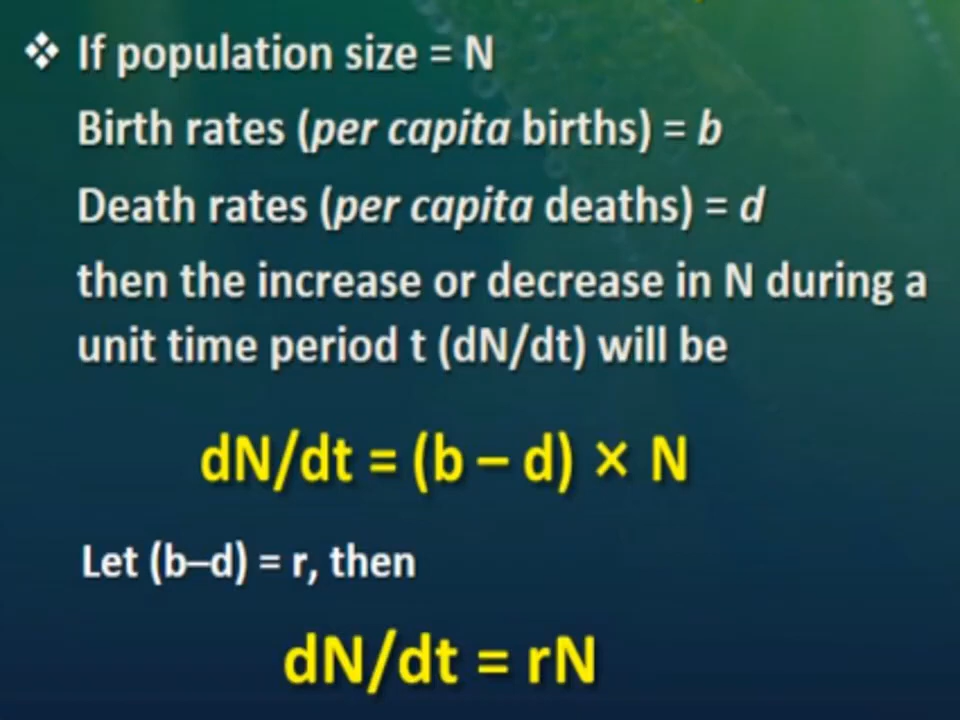 ❖ If population size = N
Birth rates (per capita births) = b
Death rates (per capita deaths) = d
then the increase or decrease in N during a
unit time period t (dN/dt) will be
dN/dt = (b – d) × N
Let (b–d) = r, then
dN/dt = rN